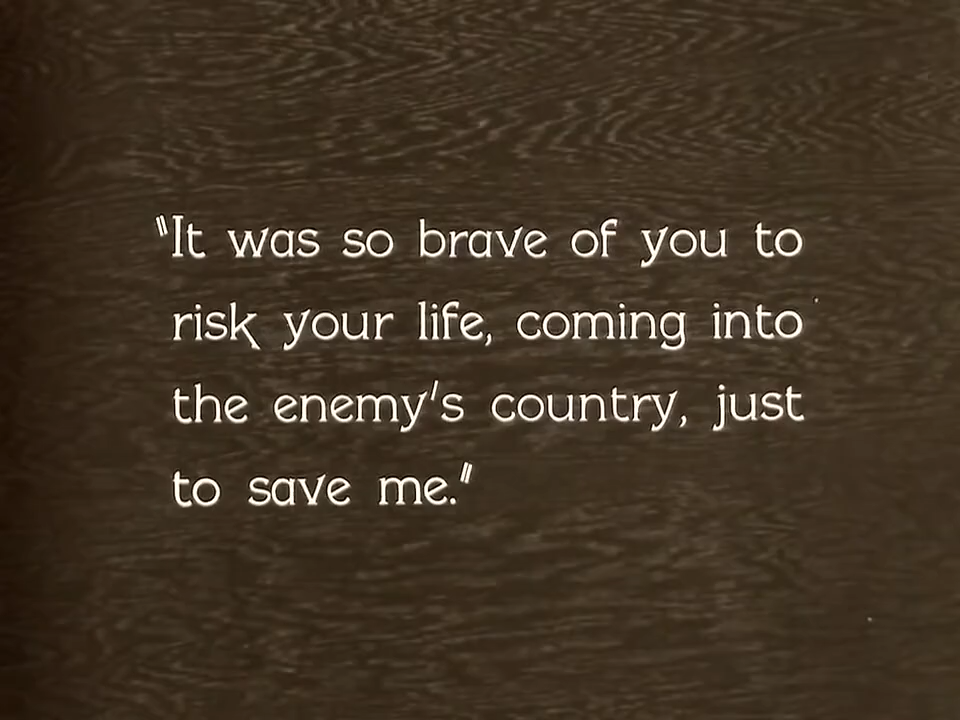 "It was so brave of you to
risk your life, coming into
the enemy's country, just
to save me."